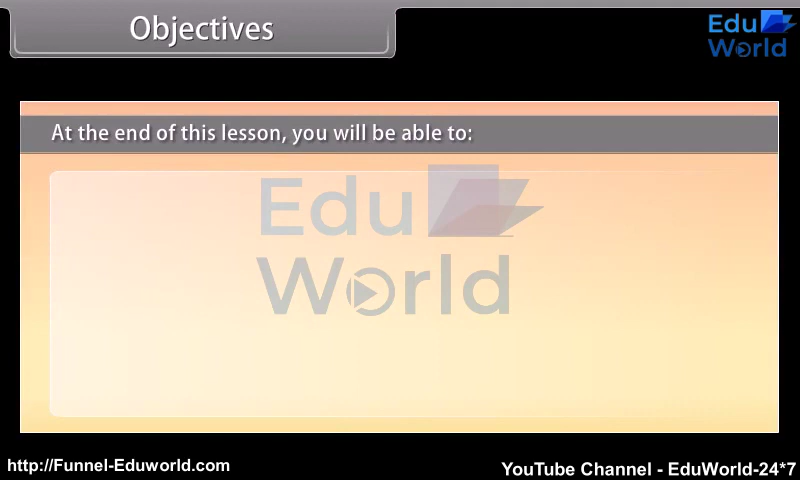 Objectives
Edu
World
At the end of this lesson, you will be able to:
Edu
World
http://Funnel-Eduworld.com
YouTube Channel - EduWorld-24*7